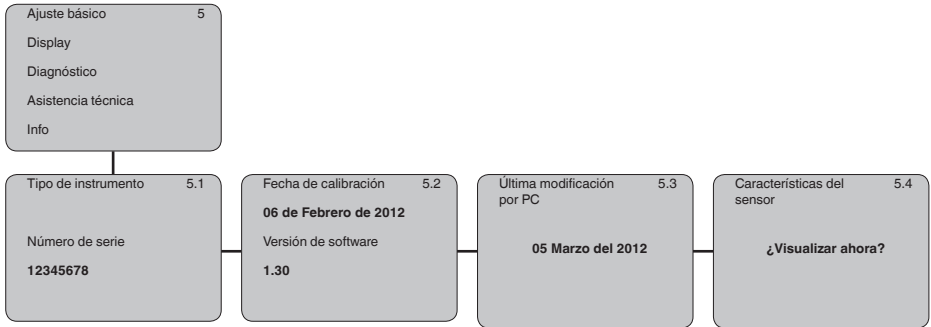 Ajuste básico 5
Display
Diagnóstico
Asistencia técnica
Info
Tipo de instrumento 5.1
Número de serie
12345678
Fecha de calibración 5.2
06 de Febrero de 2012
Versión de software
1.30
Última modificación 5.3
por PC
05 Marzo del 2012
Características del 5.4
sensor
¿Visualizar ahora?